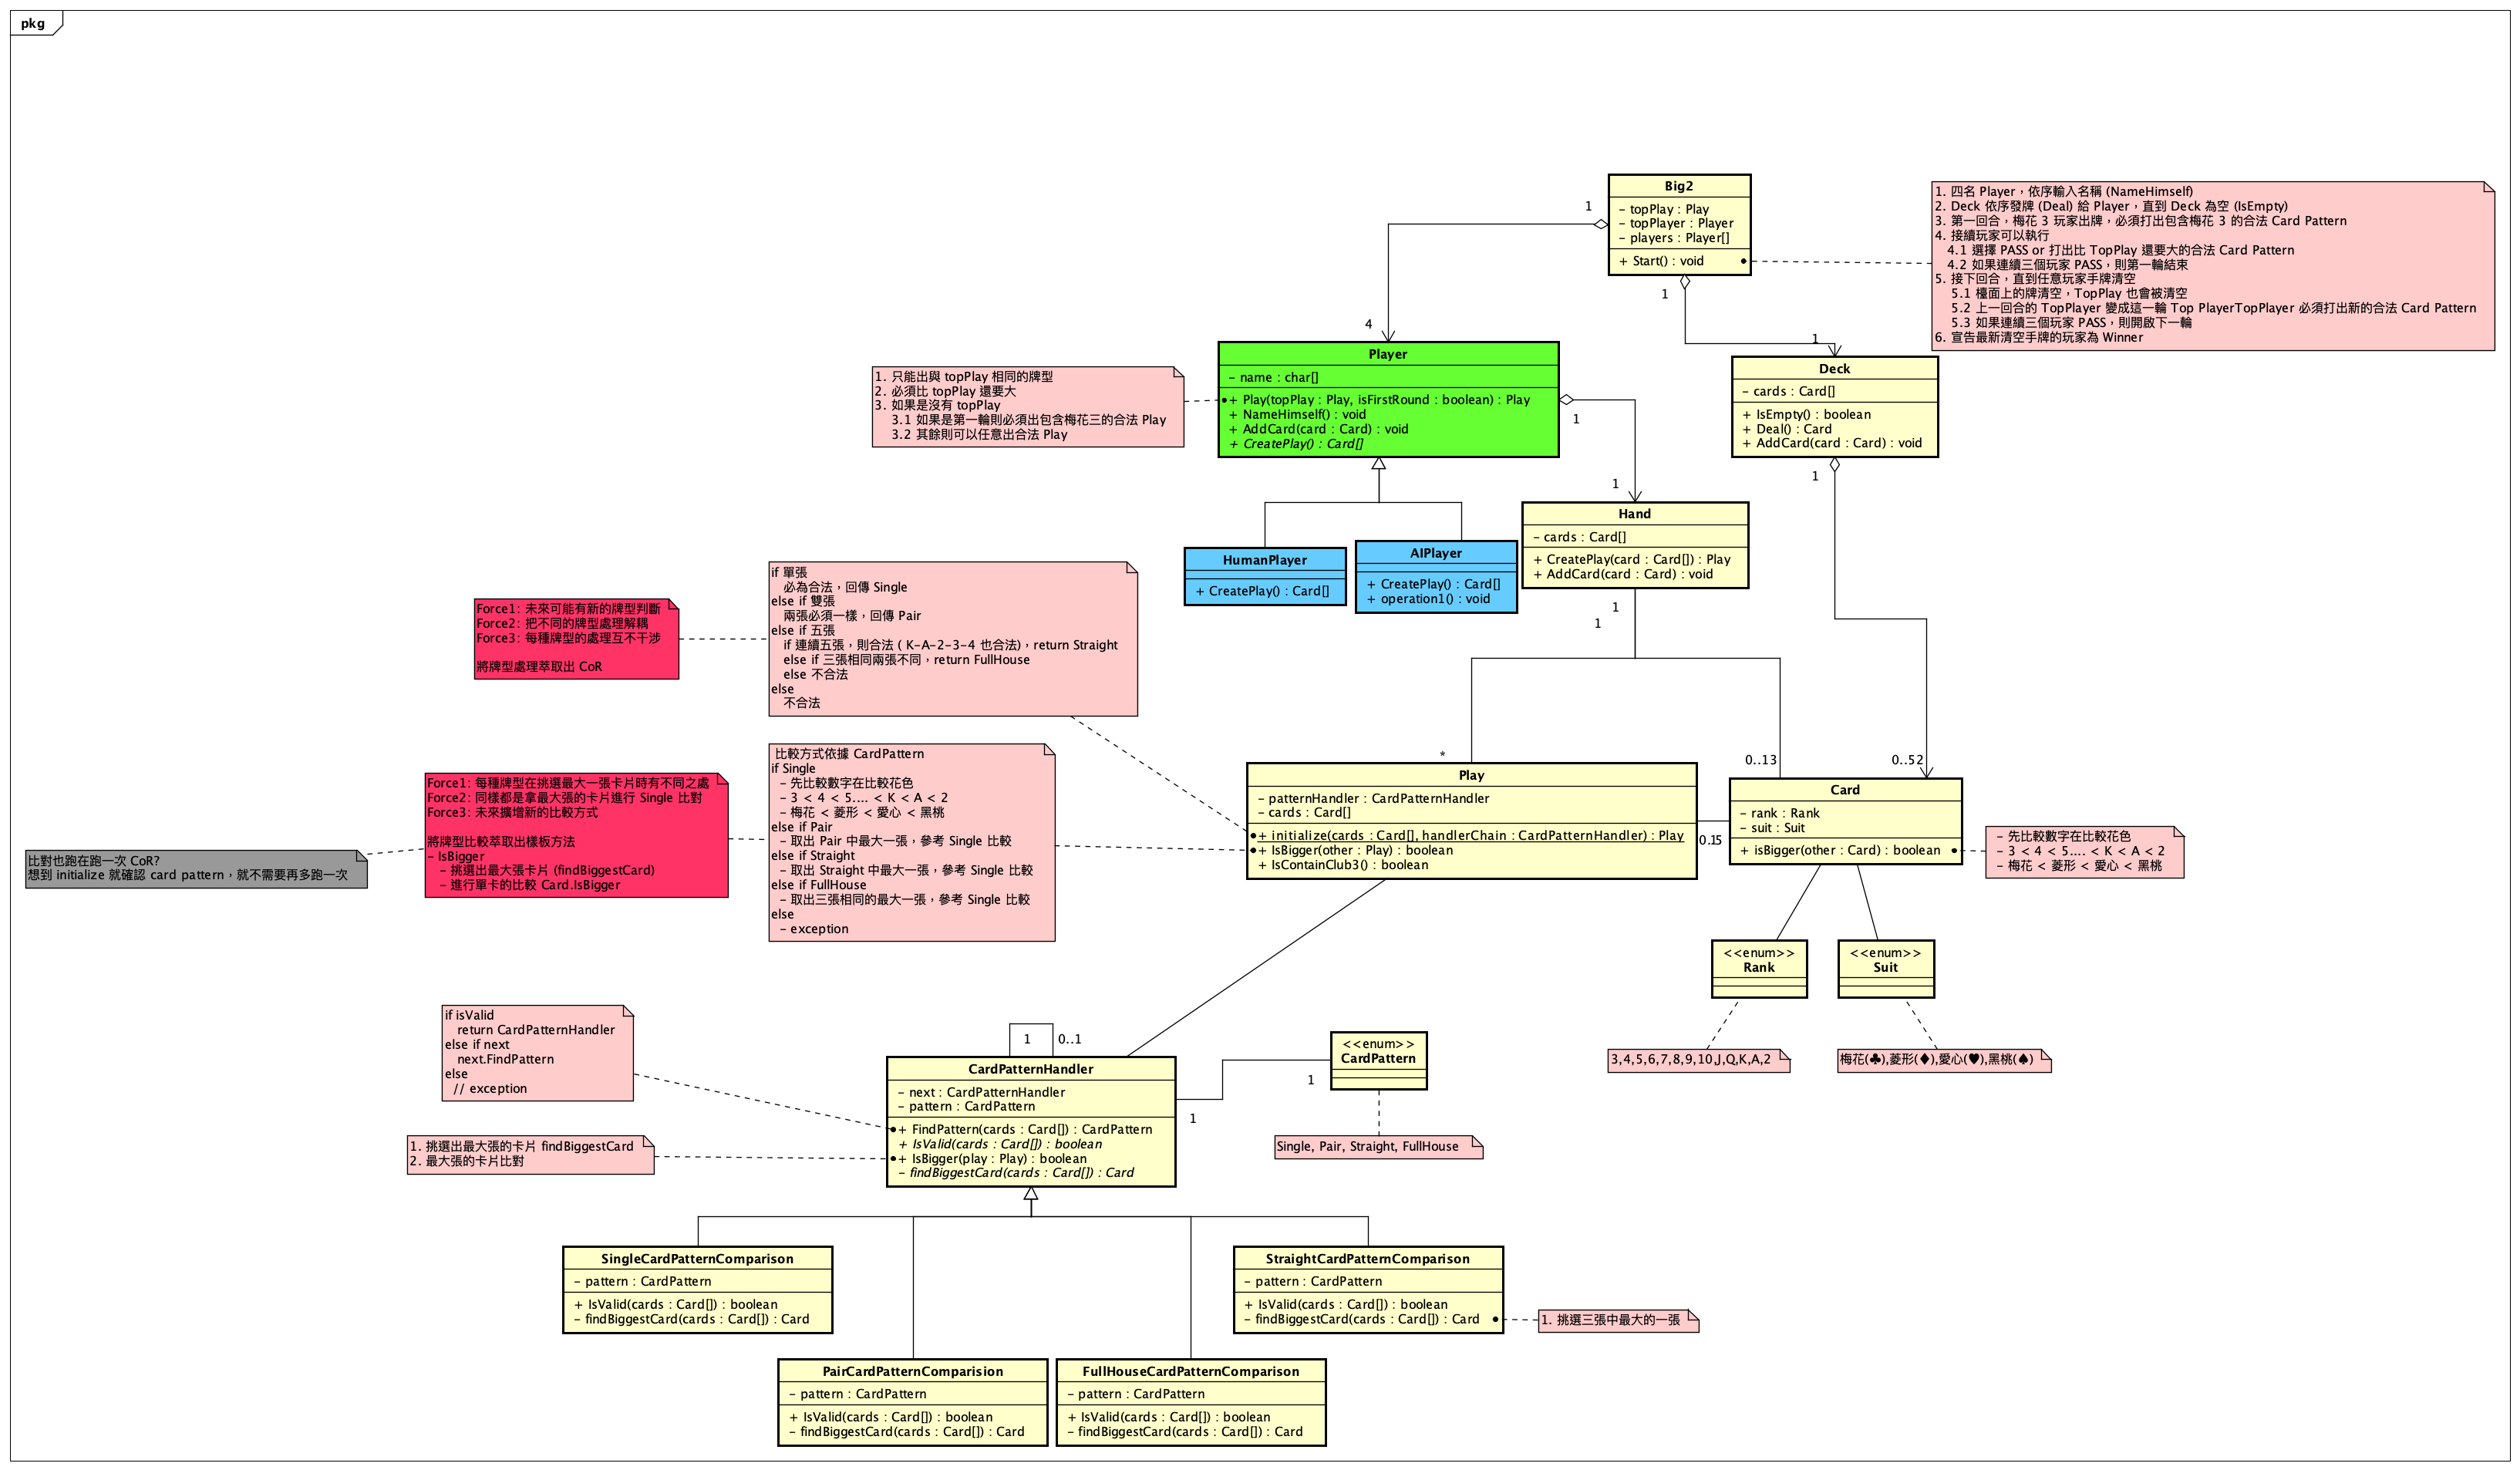 pkg
Big2
– topPlay : Play
– topPlayer : Player
– players : Player[]
+ Start() : void
1. 四名 Player，依序輸入名稱 (NameHimself)
2. Deck 依序發牌 (Deal) 給 Player，直到 Deck 為空 (IsEmpty)
3. 第一回合，梅花 3 玩家出牌，必須打出包含梅花 3 的合法 Card Pattern
4. 接續玩家可以執行
4.1 選擇 PASS or 打出比 TopPlay 還要大的合法 Card Pattern
4.2 如果連續三個玩家 PASS，則第一輪結束
5. 接下回合，直到任意玩家手牌清空
5.1 檯面上的牌清空，TopPlay 也會被清空
5.2 上一回合的 TopPlayer 變成這一輪 Top PlayerTopPlayer 必須打出新的合法 Card Pattern
5.3 如果連續三個玩家 PASS，則開啟下一輪
6. 宣告最新清空手牌的玩家為 Winner
1
1
4
1
1. 只能出與 topPlay 相同的牌型
2. 必須比 topPlay 還要大
3. 如果是沒有 topPlay
3.1 如果是第一輪則必須出包含梅花三的合法 Play
3.2 其餘則可以任意出合法 Play
Player
– name : char[]
+ Play(topPlay : Play, isFirstRound : boolean) : Play
+ NameHimself() : void
+ AddCard(card : Card) : void
+ CreatePlay() : Card[]
1
1
Deck
– cards : Card[]
+ IsEmpty() : boolean
+ Deal() : Card
+ AddCard(card : Card) : void
1
HumanPlayer
+ CreatePlay() : Card[]
AIPlayer
+ CreatePlay() : Card[]
+ operation1() : void
Hand
– cards : Card[]
+ CreatePlay(card : Card[]) : Play
+ AddCard(card : Card) : void
1
1
*
0..13
0..52
Force1: 未來可能有新的牌型判斷
Force2: 把不同的牌型處理解耦
Force3: 每種牌型的處理互不干涉
將牌型處理萃取出 CoR
if 單張
必為合法，回傳 Single
else if 雙張
兩張必須一樣，回傳 Pair
else if 五張
if 連續五張，則合法 ( K-A-2-3-4 也合法)，return Straight
else if 三張相同兩張不同，return FullHouse
else 不合法
else
不合法
比對也跑在跑一次 CoR?
想到 initialize 就確認 card pattern，就不需要再多跑一次
Force1: 每種牌型在挑選最大一張卡片時有不同之處
Force2: 同樣都是拿最大張的卡片進行 Single 比對
Force3: 未來擴增新的比較方式
將牌型比較萃取出樣板方法
– IsBigger
– 挑選出最大張卡片 (findBiggestCard)
– 進行單卡的比較 Card.IsBigger
比較方式依據 CardPattern
if Single
– 先比較數字在比較花色
– 3 < 4 < 5.... < K < A < 2
– 梅花 < 菱形 < 愛心 < 黑桃
else if Pair
– 取出 Pair 中最大一張，參考 Single 比較
else if Straight
– 取出 Straight 中最大一張，參考 Single 比較
else if FullHouse
– 取出三張相同的最大一張，參考 Single 比較
else
– exception
Play
– patternHandler : CardPatternHandler
– cards : Card[]
+ initialize(cards : Card[], handlerChain : CardPatternHandler) : Play
+ IsBigger(other : Play) : boolean
+ IsContainClub3() : boolean
Card
– rank : Rank
– suit : Suit
+ isBigger(other : Card) : boolean
– 先比較數字在比較花色
– 3 < 4 < 5.... < K < A < 2
– 梅花 < 菱形 < 愛心 < 黑桃
<<enum>>
Rank
<<enum>>
Suit
3,4,5,6,7,8,9,10,J,Q,K,A,2
梅花(♣),菱形(♦),愛心(♥),黑桃(♠)
if isValid
return CardPatternHandler
else if next
next.FindPattern
else
// exception
1. 挑選出最大張的卡片 findBiggestCard
2. 最大張的卡片比對
1
0..1
CardPatternHandler
– next : CardPatternHandler
– pattern : CardPattern
+ FindPattern(cards : Card[]) : CardPattern
+ IsValid(cards : Card[]) : boolean
+ IsBigger(play : Play) : boolean
– findBiggestCard(cards : Card[]) : Card
<<enum>>
CardPattern
1
1
Single, Pair, Straight, FullHouse
SingleCardPatternComparison
– pattern : CardPattern
+ IsValid(cards : Card[]) : boolean
– findBiggestCard(cards : Card[]) : Card
StraightCardPatternComparison
– pattern : CardPattern
+ IsValid(cards : Card[]) : boolean
– findBiggestCard(cards : Card[]) : Card
1. 挑選三張中最大的一張
PairCardPatternComparision
– pattern : CardPattern
+ IsValid(cards : Card[]) : boolean
– findBiggestCard(cards : Card[]) : Card
FullHouseCardPatternComparison
– pattern : CardPattern
+ IsValid(cards : Card[]) : boolean
– findBiggestCard(cards : Card[]) : Card